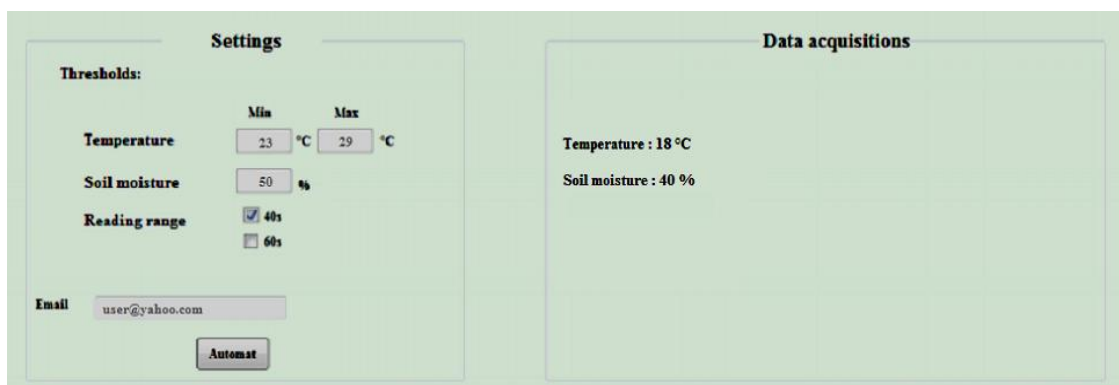 Settings
Thresholds:
Min Max
Temperature 23 °C 29 °C
Soil moisture 50 %
Reading range 40s
60s
Email user@yahoo.com
Automat
Data acquisitions
Temperature : 18 °C
Soil moisture : 40 %